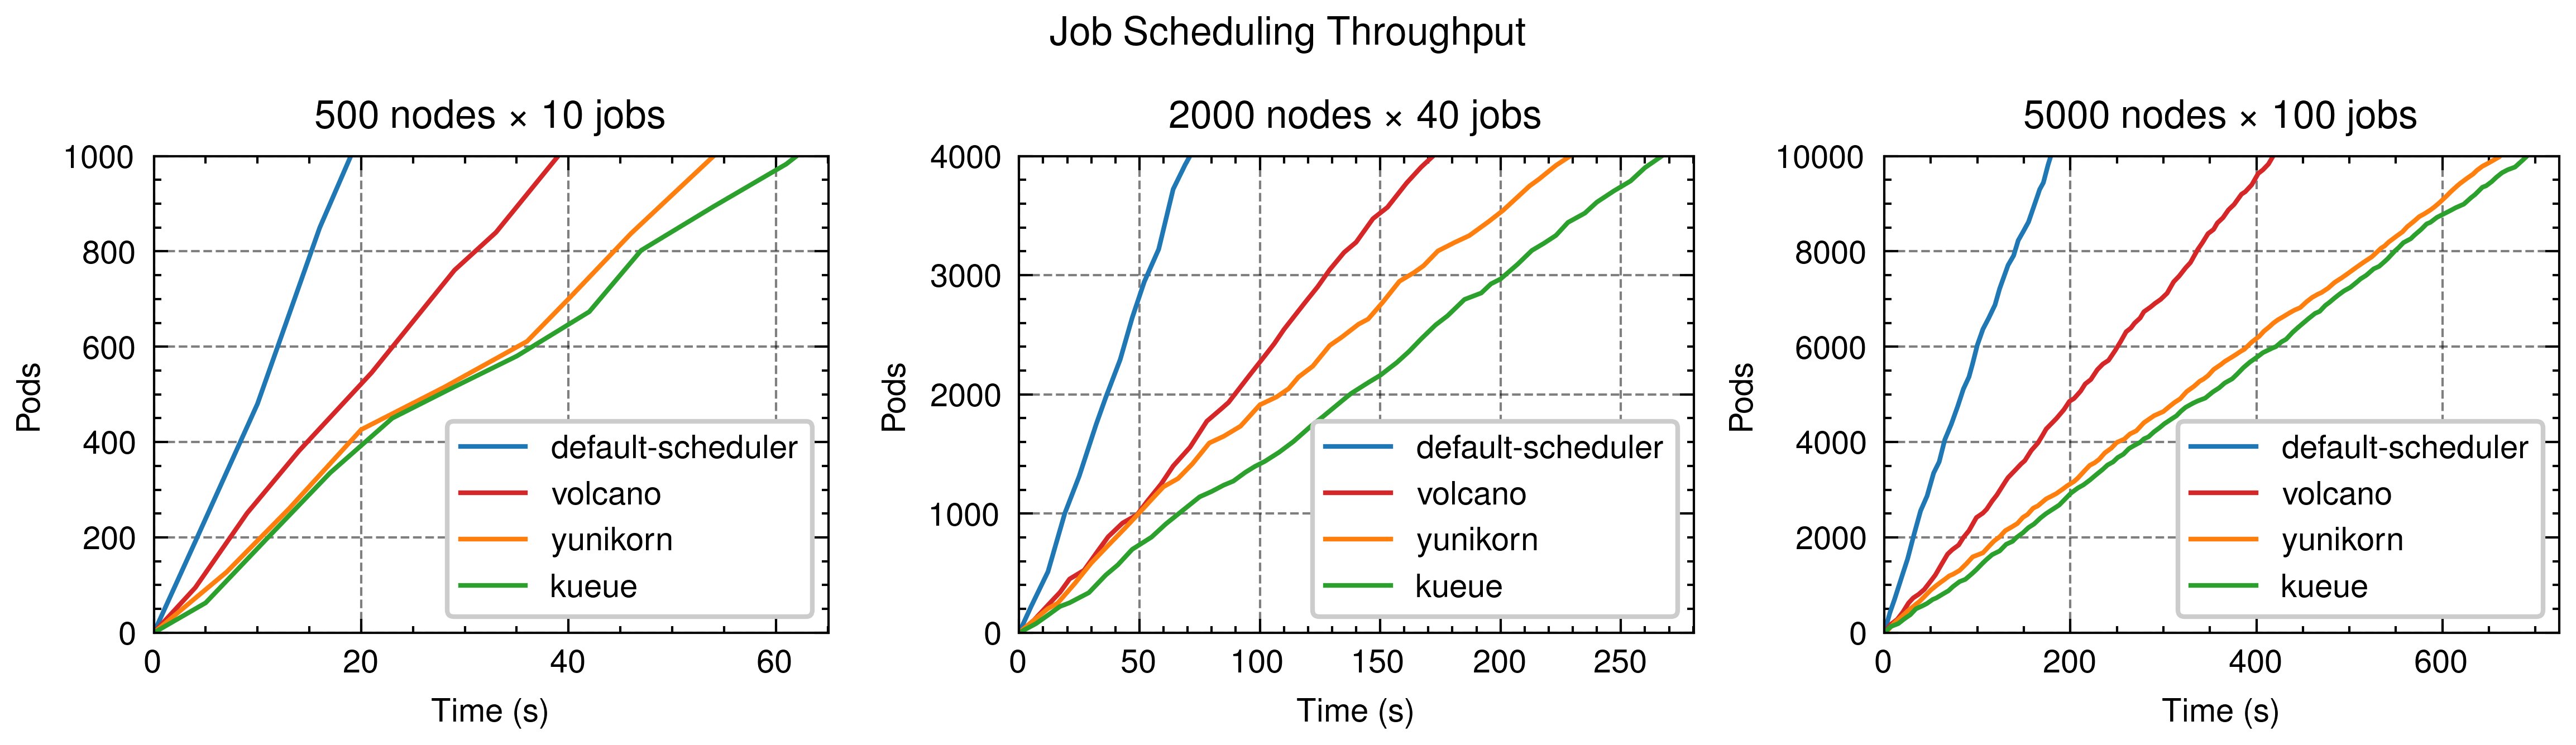 Job Scheduling Throughput
500 nodes × 10 jobs
1000
800
600
400
200
0
Pods
0 20 40 60
Time (s)
default-scheduler
volcano
yunikorn
kueue
2000 nodes × 40 jobs
4000
3000
2000
1000
0
Pods
0 50 100 150 200 250
Time (s)
default-scheduler
volcano
yunikorn
kueue
5000 nodes × 100 jobs
10000
8000
6000
4000
2000
0
Pods
0 200 400 600
Time (s)
default-scheduler
volcano
yunikorn
kueue